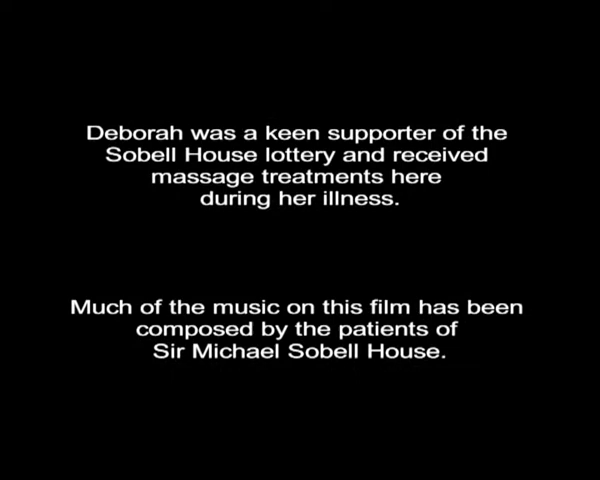 Deborah was a keen supporter of the
Sobell House lottery and received
massage treatments here
during her illness.
Much of the music on this film has been
composed by the patients of
Sir Michael Sobell House.